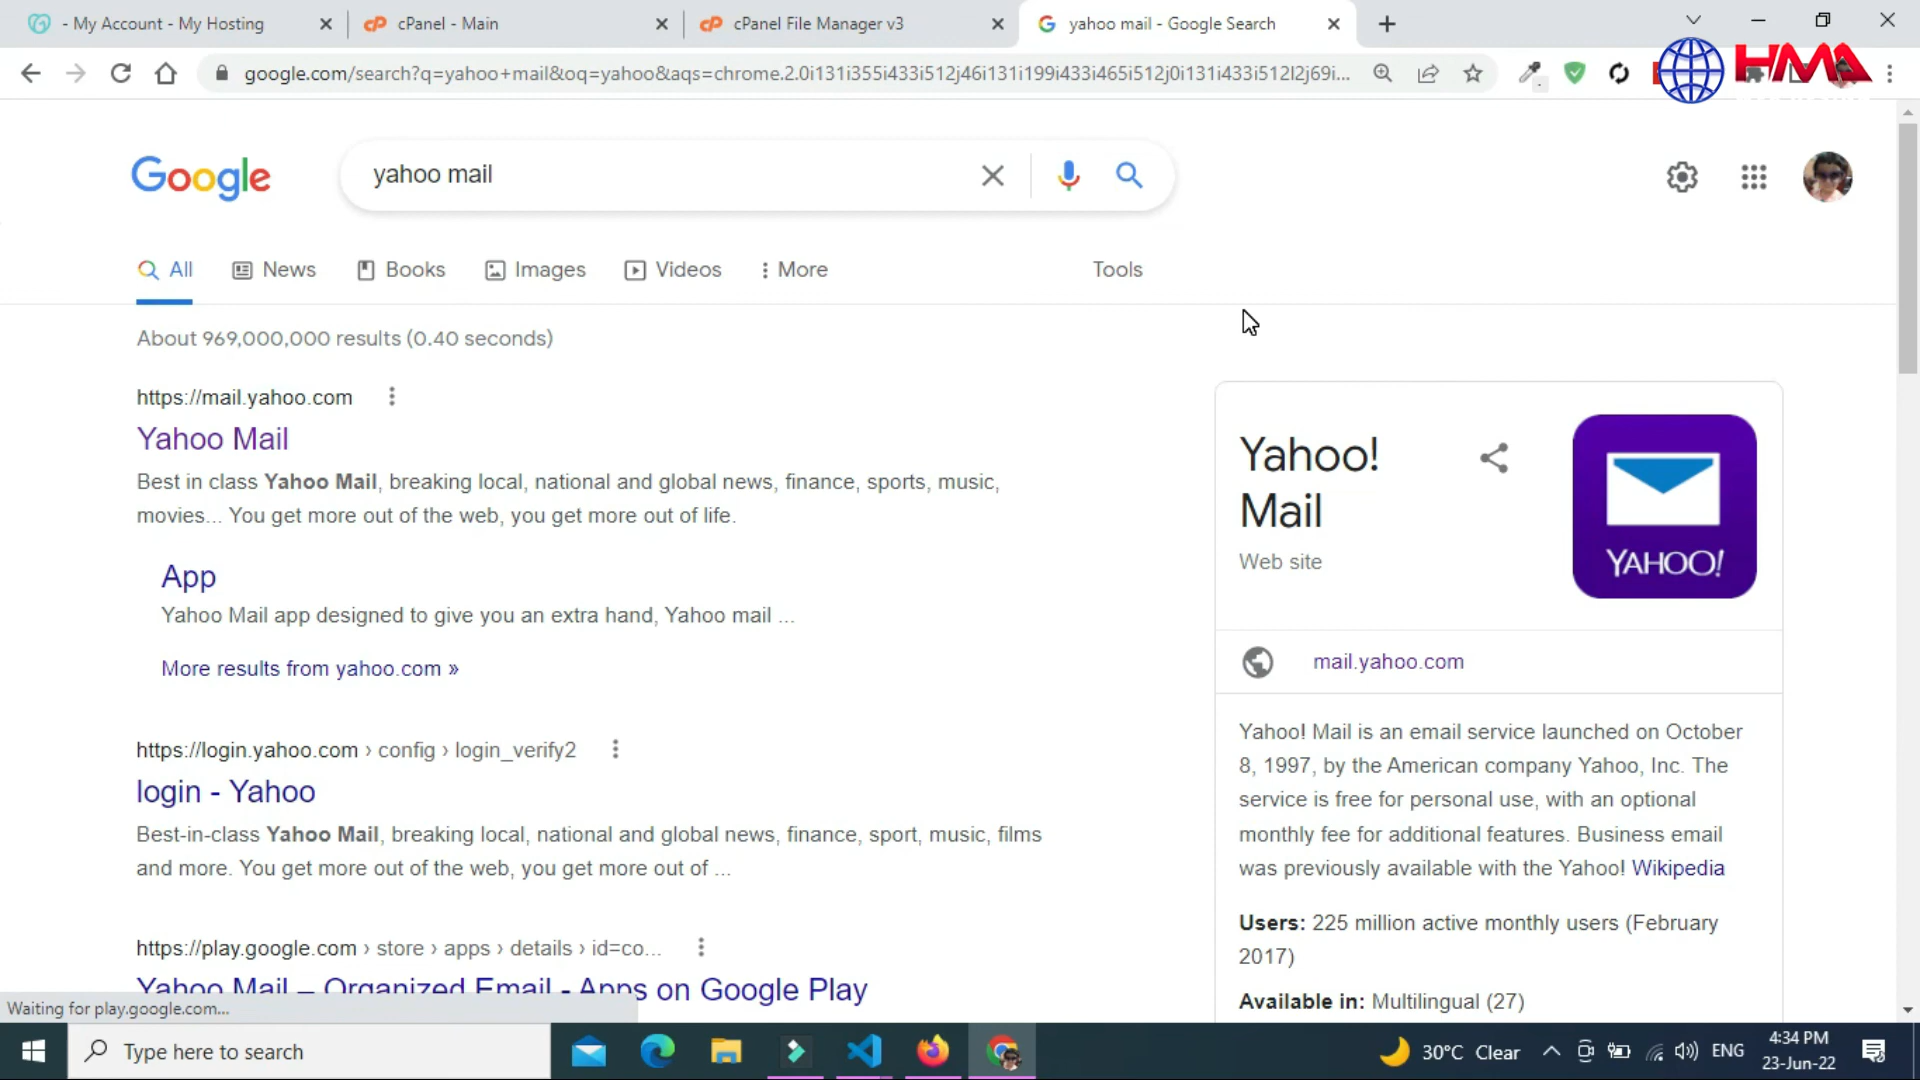 - My Account - My Hosting
cPanel - Main
cPanel File Manager v3
yahoo mail - Google Search
google.com/search?q=yahoo+mail&oq=yahoo&aqs=chrome.2.0i131i355i433i512j46i131i199i433i465i512j0i131i433i512l2j69i...
HMA
Google
yahoo mail
All
News
Books
Images
Videos
More
Tools
About 969,000,000 results (0.40 seconds)
https://mail.yahoo.com
Yahoo Mail
Best in class Yahoo Mail, breaking local, national and global news, finance, sports, music,
movies... You get more out of the web, you get more out of life.
App
Yahoo Mail app designed to give you an extra hand, Yahoo mail ...
More results from yahoo.com »
https://login.yahoo.com › config › login_verify2
login - Yahoo
Best-in-class Yahoo Mail, breaking local, national and global news, finance, sport, music, films
and more. You get more out of the web, you get more out of ...
https://play.google.com › store › apps › details › id=co...
Yahoo Mail – Organized Email - Apps on Google Play
Waiting for play.google.com...
Yahoo!
Mail
Web site
YAHOO!
mail.yahoo.com
Yahoo! Mail is an email service launched on October
8, 1997, by the American company Yahoo, Inc. The
service is free for personal use, with an optional
monthly fee for additional features. Business email
was previously available with the Yahoo! Wikipedia
Users: 225 million active monthly users (February
2017)
Available in: Multilingual (27)
Type here to search
30°C Clear
ENG
4:34 PM
23-Jun-22